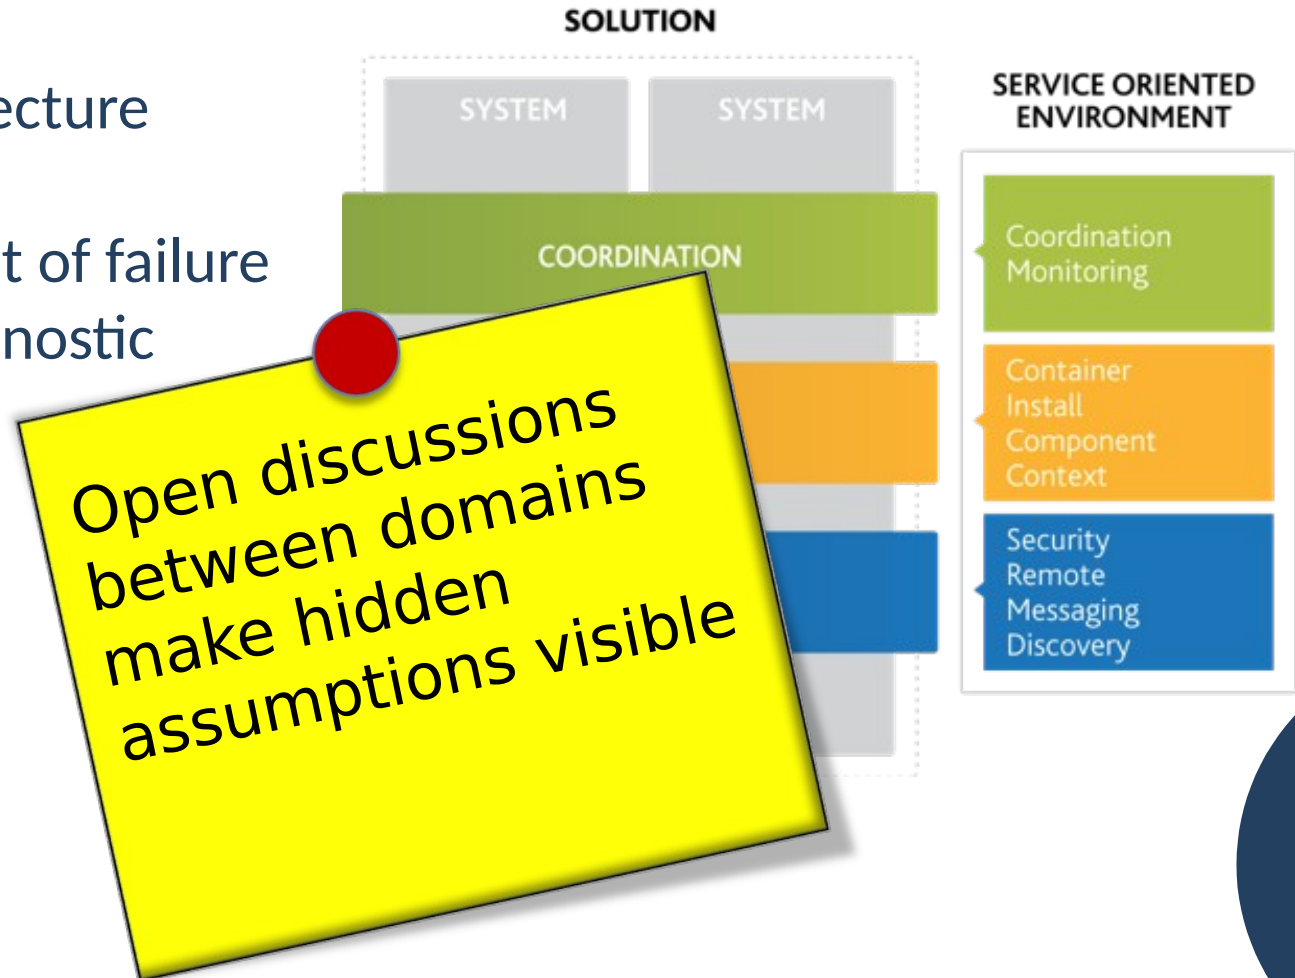 SOLUTION
ecture
t of failure
nostic
SYSTEM
SYSTEM
COORDINATION
Open discussions
between domains
make hidden
assumptions visible
SERVICE ORIENTED
ENVIRONMENT
Coordination
Monitoring
Container
Install
Component
Context
Security
Remote
Messaging
Discovery